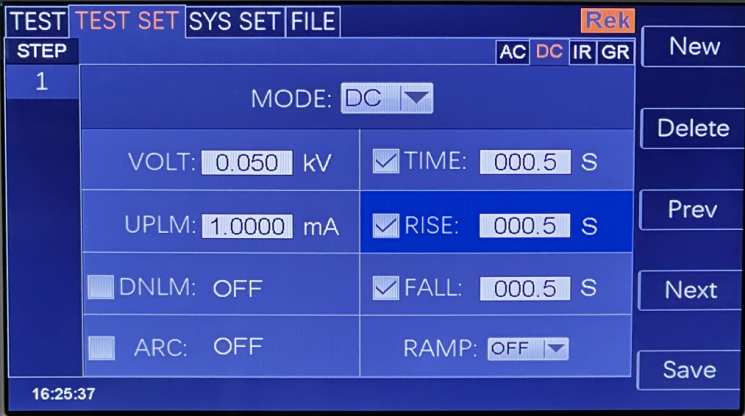 TEST TEST SET SYS SET FILE Rek
STEP AC DC IR GR
1
MODE: DC
VOLT: 0.050 kV TIME: 000.5 S
UPLM: 1.0000 mA RISE: 000.5 S
DNLM: OFF FALL: 000.5 S
ARC: OFF RAMP: OFF
16:25:37
New
Delete
Prev
Next
Save